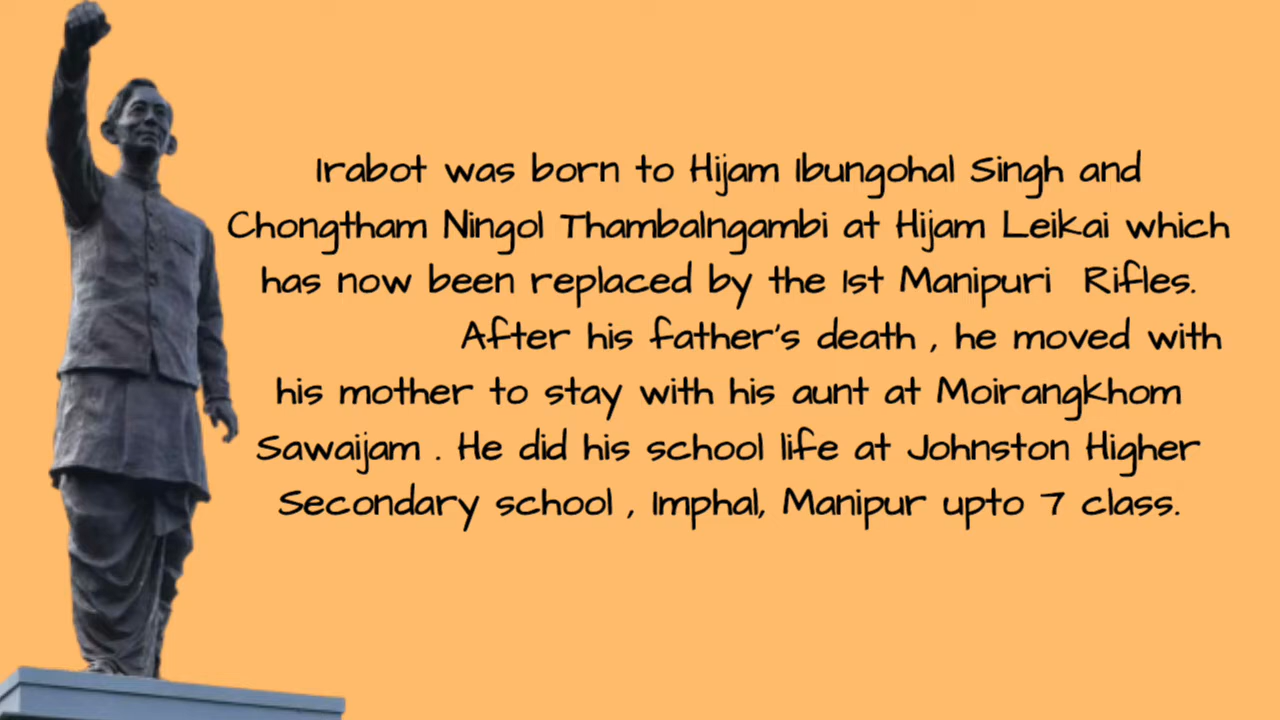 Irabot was born to Hijam Ibungohal Singh and
Chongtham Ningol Thambalngambi at Hijam Leikai which
has now been replaced by the 1st Manipuri Rifles.
After his father's death , he moved with
his mother to stay with his aunt at Moirangkhom
Sawaijam . He did his school life at Johnston Higher
Secondary school , Imphal, Manipur upto 7 class.